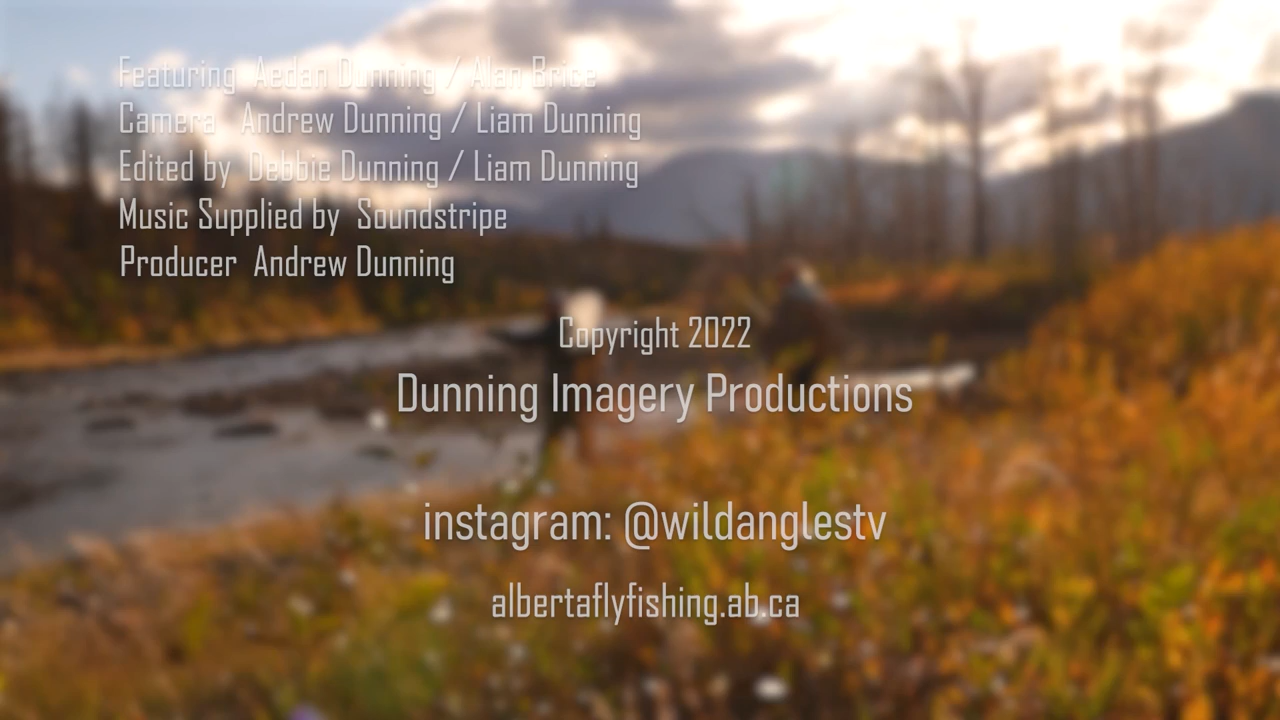 Featuring Aedan Dunning / Alan Brice
Camera Andrew Dunning / Liam Dunning
Edited by Debbie Dunning / Liam Dunning
Music Supplied by Soundstripe
Producer Andrew Dunning
Copyright 2022
Dunning Imagery Productions
instagram: @wildanglestv
albertaflyfishing.ab.ca